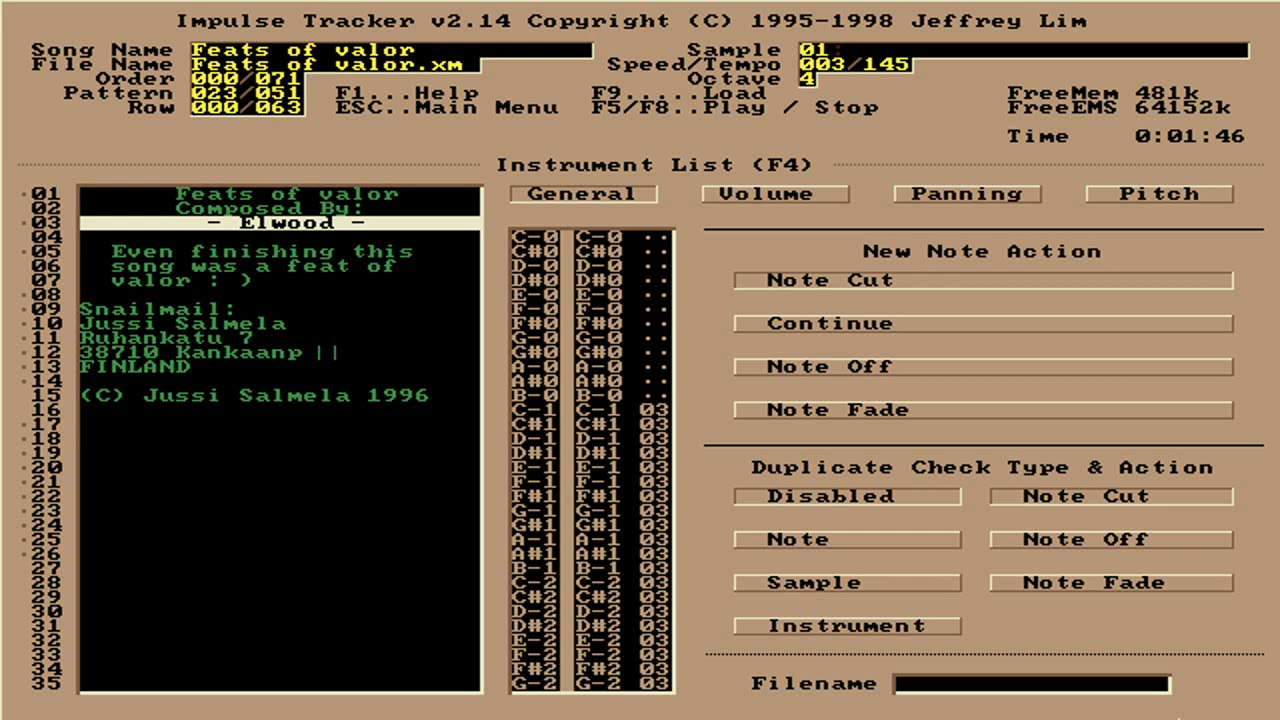 Impulse Tracker v2.14 Copyright (C) 1995-1998 Jeffrey Lim
Song Name Feats of valor Sample 01:
File Name Feats of valor.xm Speed/Tempo 003/145
Order 000/071 Octave 4
Pattern 023/051 F1...Help F9.....Load FreeMem 481k
Row 000/063 ESC..Main Menu F5/F8..Play / Stop FreeEMS 64152k
Time 0:01:46
Instrument List (F4)
01 Feats of valor General Volume Panning Pitch
02 Composed By:
03 - Elwood -
04 C-0 C-0 ··
05 Even finishing this C#0 C#0 ·· New Note Action
06 song was a feat of D-0 D-0 ··
07 valor : ) D#0 D#0 ·· Note Cut
08 E-0 E-0 ··
09 Snailmail: F-0 F-0 ··
10 Jussi Salmela F#0 F#0 ·· Continue
11 Ruhankatu 7 G-0 G-0 ··
12 38710 Kankaanp|| G#0 G#0 ··
13 FINLAND A-0 A-0 ·· Note Off
14 A#0 A#0 ··
15 (C) Jussi Salmela 1996 B-0 B-0 ··
16 C-1 C-1 03 Note Fade
17 C#1 C#1 03
18 D-1 D-1 03
19 D#1 D#1 03
20 E-1 E-1 03 Duplicate Check Type & Action
21 F-1 F-1 03
22 F#1 F#1 03 Disabled Note Cut
23 G-1 G-1 03
24 G#1 G#1 03
25 A-1 A-1 03 Note Note Off
26 A#1 A#1 03
27 B-1 B-1 03
28 C-2 C-2 03 Sample Note Fade
29 C#2 C#2 03
30 D-2 D-2 03
31 D#2 D#2 03 Instrument
32 E-2 E-2 03
33 F-2 F-2 03
34 F#2 F#2 03
35 G-2 G-2 03 Filename